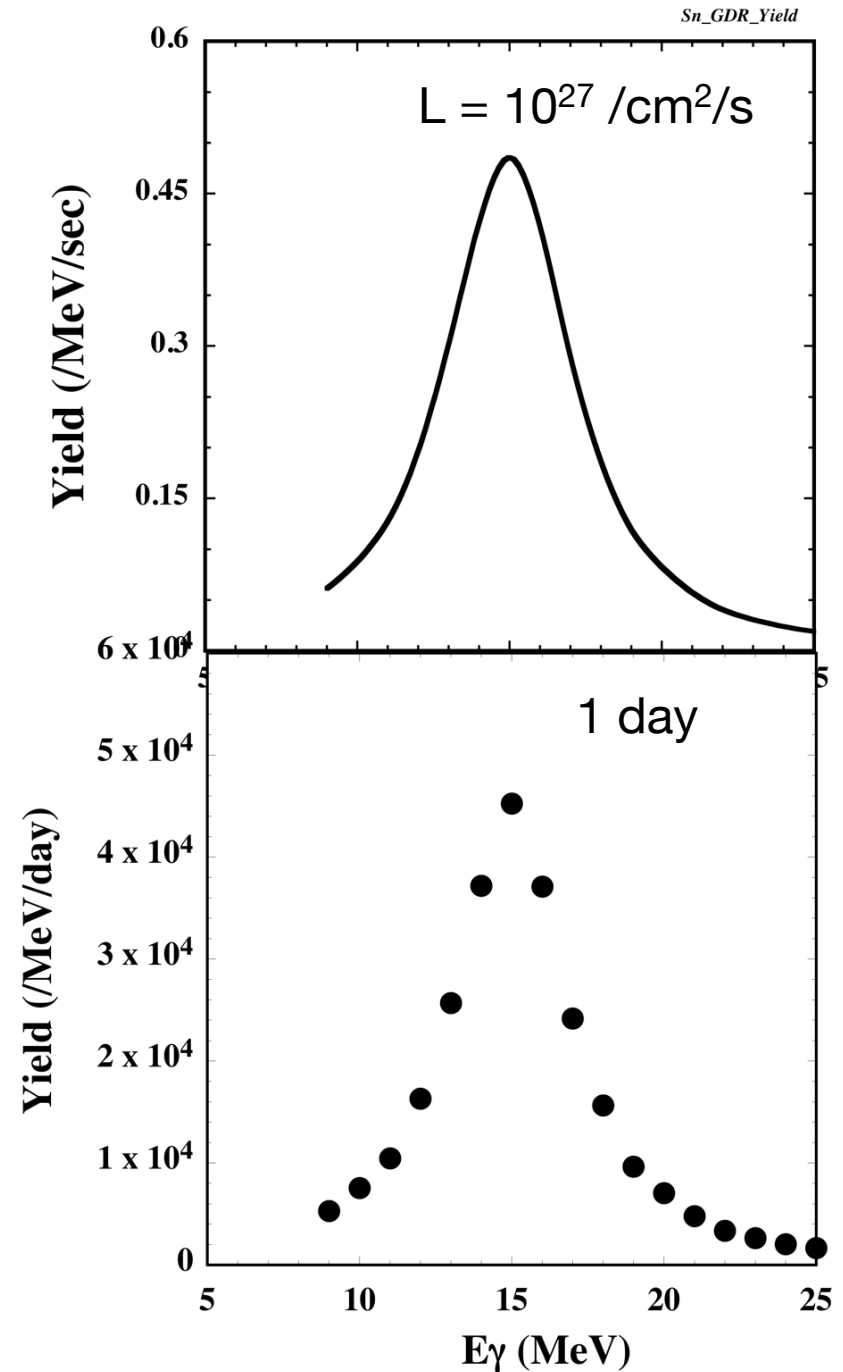 Sn_GDR_Yield
0.6
L = 10²⁷ /cm²/s
0.45
Yield (/MeV/sec)
0.3
0.15
6 x 10⁴
5
5
1 day
5 x 10⁴
4 x 10⁴
Yield (/MeV/day)
3 x 10⁴
2 x 10⁴
1 x 10⁴
0
5 10 15 20 25
Eγ (MeV)